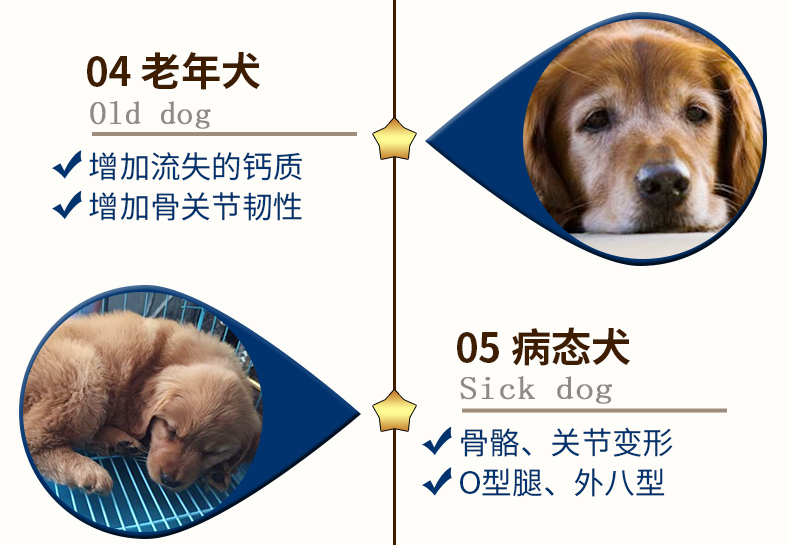 04 老年犬
Old dog
增加流失的钙质
增加骨关节韧性
05 病态犬
Sick dog
骨骼、关节变形
O型腿、外八型